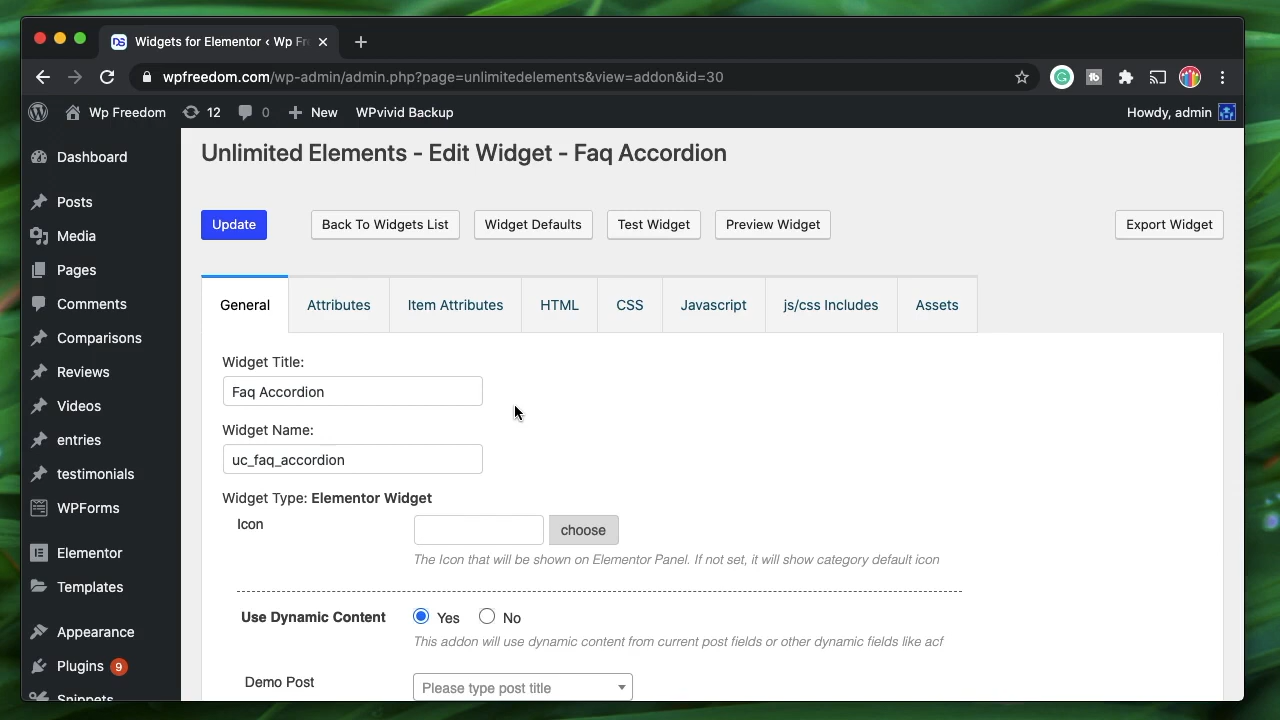 Widgets for Elementor ‹ Wp Fr
wpfreedom.com/wp-admin/admin.php?page=unlimitedelements&view=addon&id=30
Wp Freedom 12 0 New WPvivid Backup Howdy, admin
Dashboard
Posts
Media
Pages
Comments
Comparisons
Reviews
Videos
entries
testimonials
WPForms
Elementor
Templates
Appearance
Plugins 9
Snippets
Unlimited Elements - Edit Widget - Faq Accordion
Update Back To Widgets List Widget Defaults Test Widget Preview Widget Export Widget
General Attributes Item Attributes HTML CSS Javascript js/css Includes Assets
Widget Title:
Faq Accordion
Widget Name:
uc_faq_accordion
Widget Type: Elementor Widget
Icon choose
The Icon that will be shown on Elementor Panel. If not set, it will show category default icon
Use Dynamic Content Yes No
This addon will use dynamic content from current post fields or other dynamic fields like acf
Demo Post Please type post title